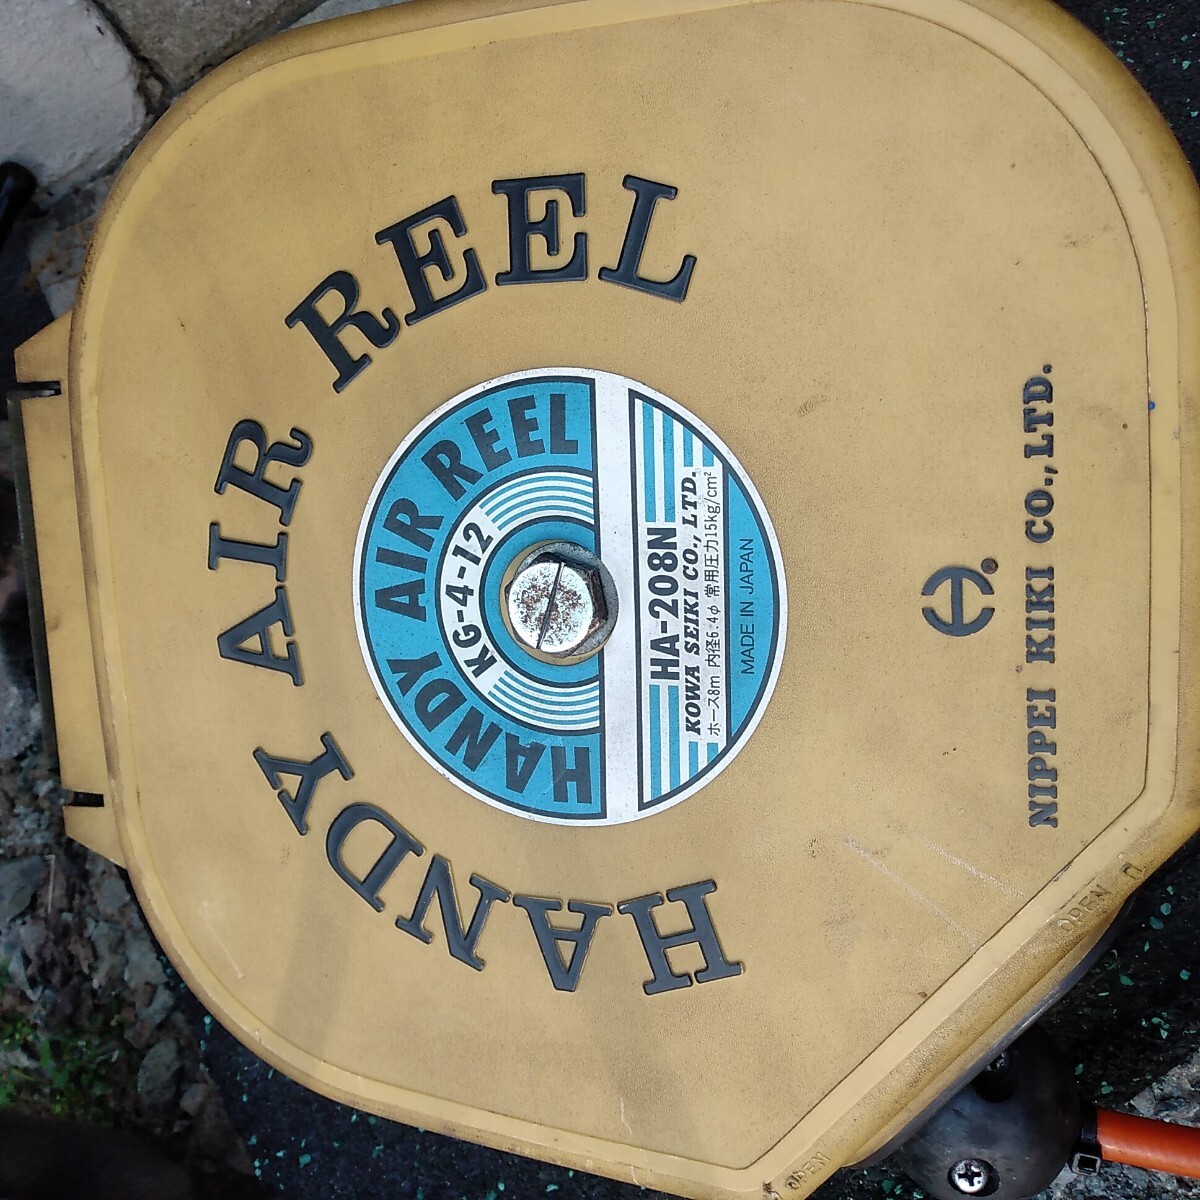 HANDY AIR REEL
HANDY AIR REEL
KG-4-12
HA-208N
KOWA SEIKI CO., LTD.
ホース8m 内径6.4φ 常用圧力15kg/cm²
MADE IN JAPAN
NIPPEI KIKI CO., LTD.
OPEN
OPEN